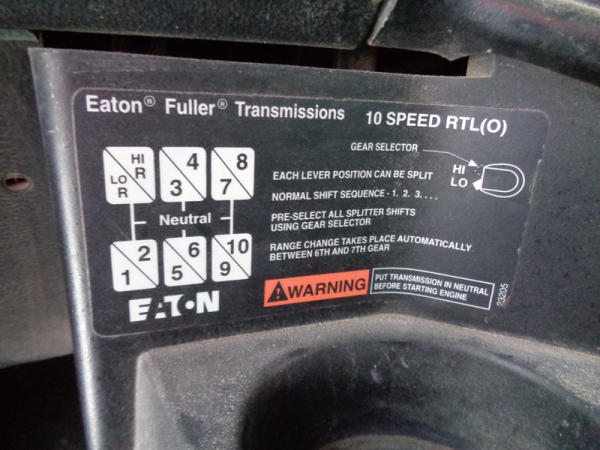 Eaton® Fuller® Transmissions 10 SPEED RTL(O)
GEAR SELECTOR
HI
LO
HI
R
LO
R
4
3
8
7
EACH LEVER POSITION CAN BE SPLIT
NORMAL SHIFT SEQUENCE - 1. 2. 3. . . .
Neutral
PRE-SELECT ALL SPLITTER SHIFTS
USING GEAR SELECTOR
2
1
6
5
10
9
RANGE CHANGE TAKES PLACE AUTOMATICALLY
BETWEEN 6TH AND 7TH GEAR
WARNING
PUT TRANSMISSION IN NEUTRAL
BEFORE STARTING ENGINE
23205
EATON